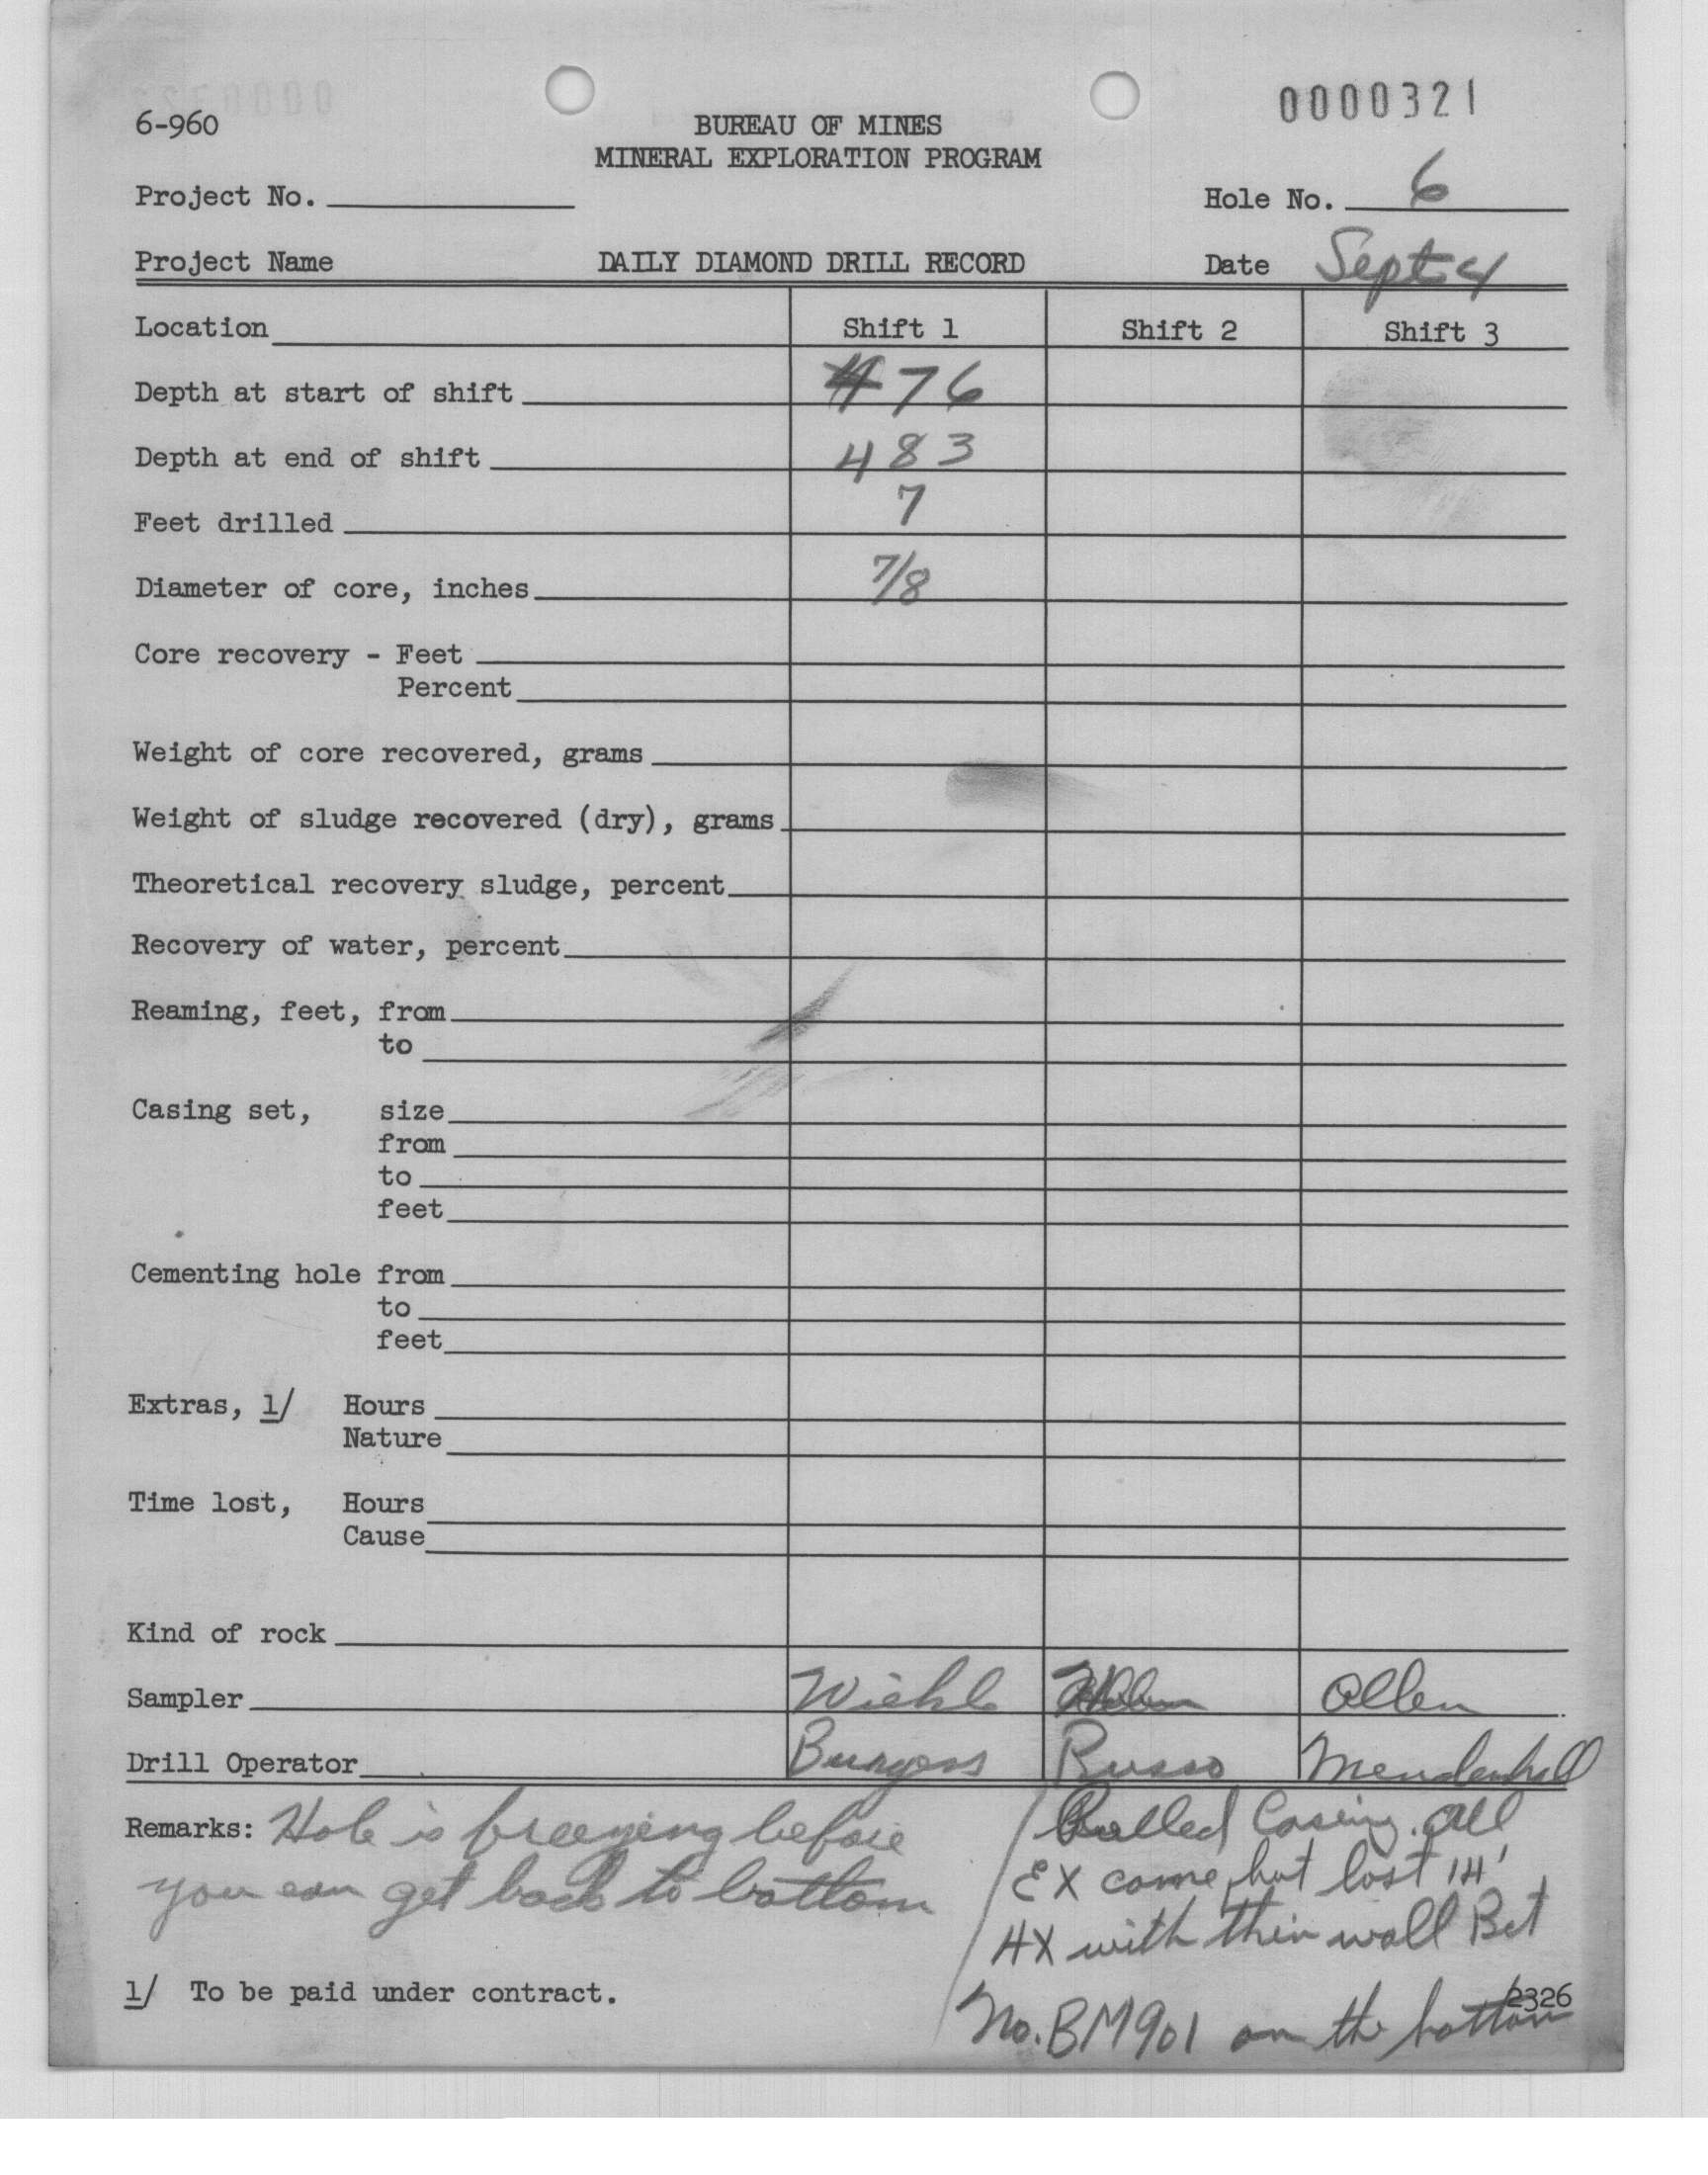 0000321
6-960
BUREAU OF MINES
MINERAL EXPLORATION PROGRAM
Project No.
Hole No. 6
Project Name DAILY DIAMOND DRILL RECORD Date Sept 4
Location Shift 1 Shift 2 Shift 3
Depth at start of shift 476
Depth at end of shift 483
Feet drilled 7
Diameter of core, inches 7/8
Core recovery - Feet
Percent
Weight of core recovered, grams
Weight of sludge recovered (dry), grams
Theoretical recovery sludge, percent
Recovery of water, percent
Reaming, feet, from
to
Casing set, size
from
to
feet
Cementing hole from
to
feet
Extras, 1/ Hours
Nature
Time lost, Hours
Cause
Kind of rock
Sampler Wiehl Allen
Drill Operator Burgess Russo Mendenhall
Remarks: Hole is freezing before
you can get back to bottom
/ Pulled Casing. all
EX came, but lost 14'
AX with thin wall Bit
No. BM901 on the bottom
1/ To be paid under contract.
2326